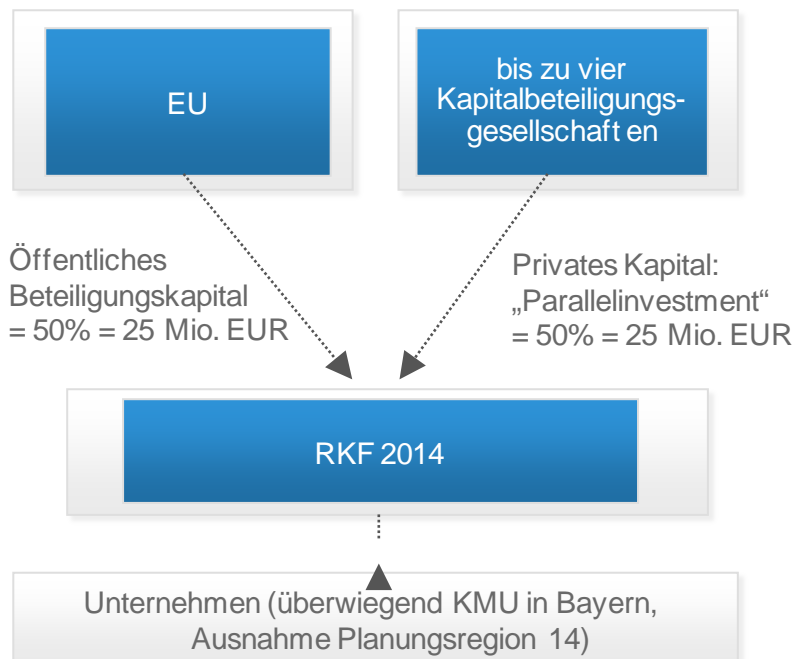 EU
bis zu vier
Kapitalbeteiligungs-
gesellschaft en
Öffentliches
Beteiligungskapital
= 50% = 25 Mio. EUR
Privates Kapital:
„Parallelinvestment“
= 50% = 25 Mio. EUR
RKF 2014
Unternehmen (überwiegend KMU in Bayern,
Ausnahme Planungsregion 14)